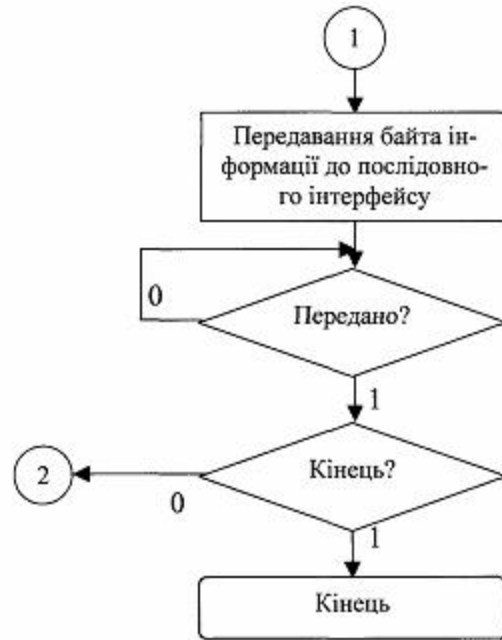 1
Передавання байта ін-
формації до послідовно-
го інтерфейсу
0
Передано?
1
Кінець?
2
0
1
Кінець